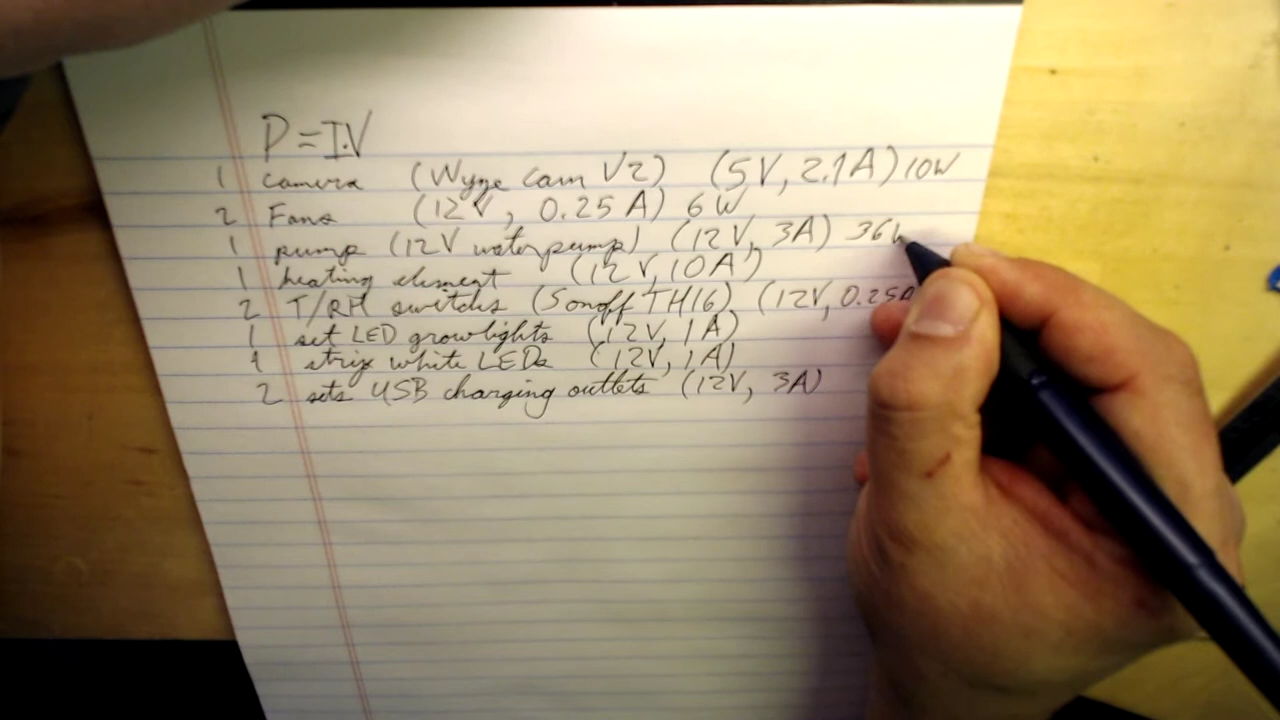 P=I.V
1 camera (Wyze Cam V2) (5V, 2.1A) 10W
2 Fans (12V, 0.25A) 6W
1 pump (12V water pump) (12V, 3A) 36
1 heating element (12V, 10A)
2 T/RH switches (Sonoff TH16) (12V, 0.25A
1 set LED growlights (12V, 1A)
1 strip white LEDs (12V, 1A)
2 sets USB charging outlets (12V, 3A)